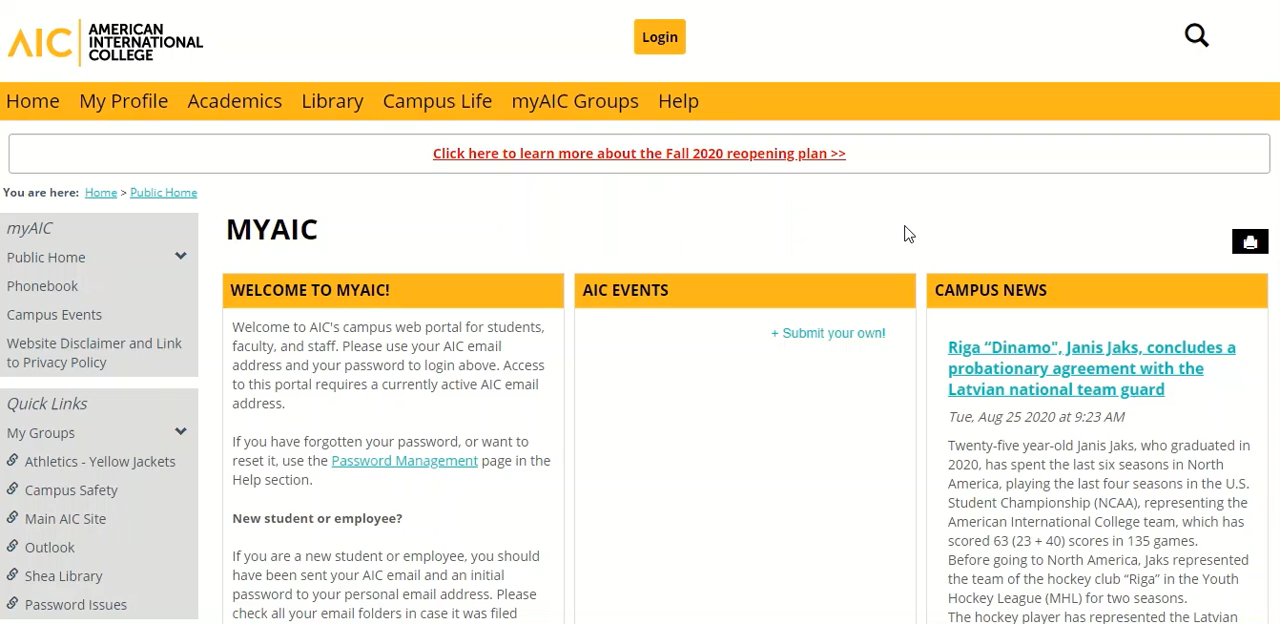 AIC AMERICAN
INTERNATIONAL
COLLEGE
Login
Home My Profile Academics Library Campus Life myAIC Groups Help
Click here to learn more about the Fall 2020 reopening plan >>
You are here: Home > Public Home
myAIC
Public Home
Phonebook
Campus Events
Website Disclaimer and Link
to Privacy Policy
Quick Links
My Groups
Athletics - Yellow Jackets
Campus Safety
Main AIC Site
Outlook
Shea Library
Password Issues
MYAIC
WELCOME TO MYAIC!
Welcome to AIC's campus web portal for students,
faculty, and staff. Please use your AIC email
address and your password to login above. Access
to this portal requires a currently active AIC email
address.
If you have forgotten your password, or want to
reset it, use the Password Management page in the
Help section.
New student or employee?
If you are a new student or employee, you should
have been sent your AIC email and an initial
password to your personal email address. Please
check all your email folders in case it was filed
AIC EVENTS
+ Submit your own!
CAMPUS NEWS
Riga “Dinamo", Janis Jaks, concludes a
probationary agreement with the
Latvian national team guard
Tue, Aug 25 2020 at 9:23 AM
Twenty-five year-old Janis Jaks, who graduated in
2020, has spent the last six seasons in North
America, playing the last four seasons in the U.S.
Student Championship (NCAA), representing the
American International College team, which has
scored 63 (23 + 40) scores in 135 games.
Before going to North America, Jaks represented
the team of the hockey club “Riga” in the Youth
Hockey League (MHL) for two seasons.
The hockey player has represented the Latvian